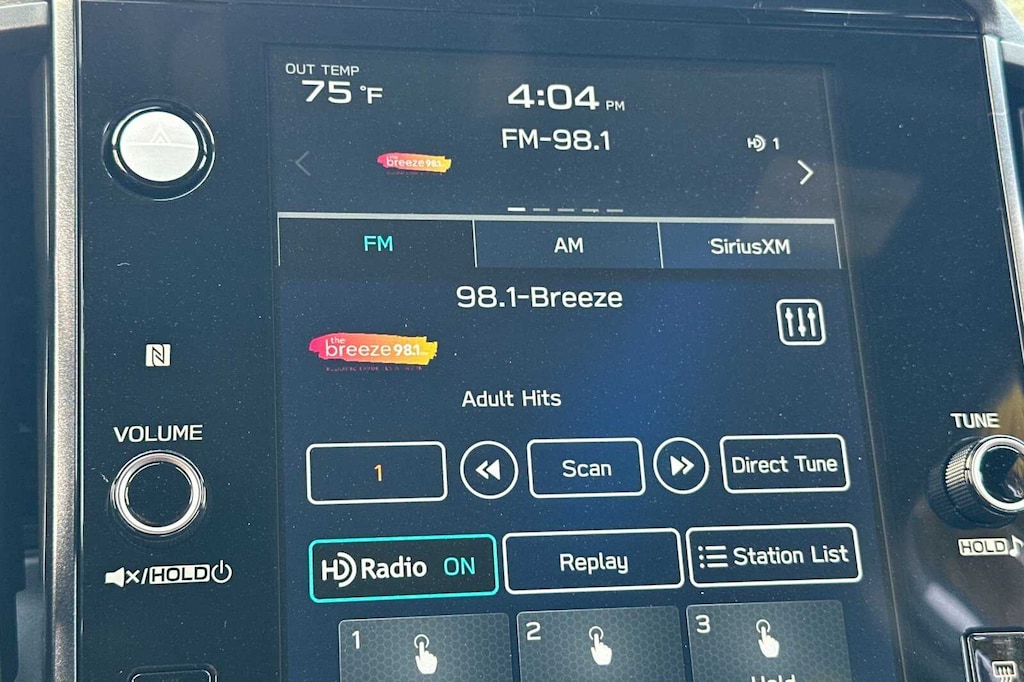 OUT TEMP
75 °F
4:04 PM
FM-98.1
the
breeze 98.1
HD 1
FM
AM
SiriusXM
98.1-Breeze
the
breeze 98.1
Adult Hits
VOLUME
TUNE
1
Scan
Direct Tune
HOLD
HD Radio ON
Replay
Station List
/HOLD
1
2
3
Hold